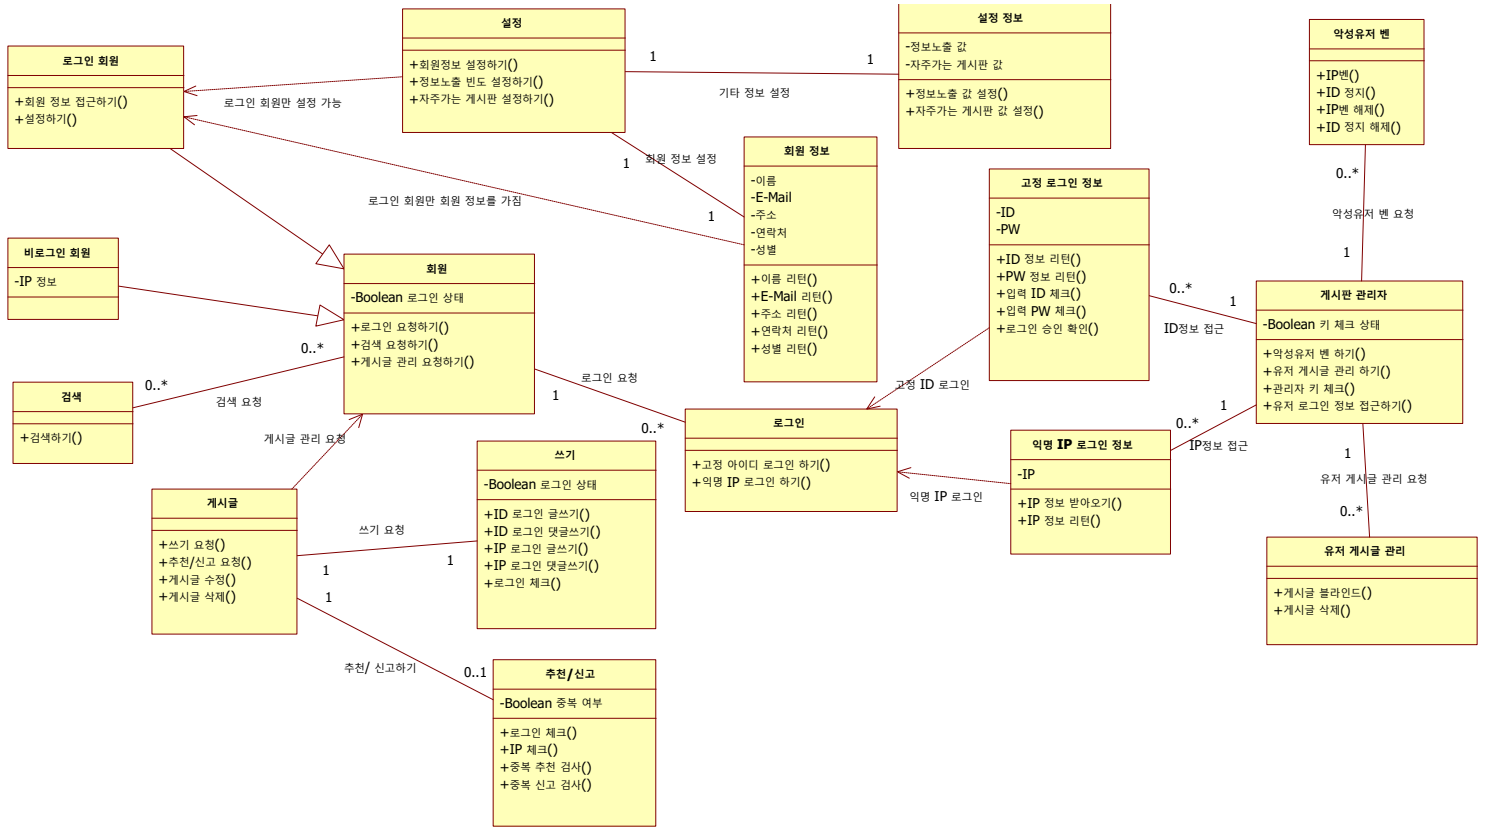 설정
+회원정보 설정하기()
+정보노출 빈도 설정하기()
+자주가는 게시판 설정하기()
설정 정보
-정보노출 값
-자주가는 게시판 값
+정보노출 값 설정()
+자주가는 게시판 값 설정()
악성유저 벤
+IP벤()
+ID 정지()
+IP벤 해제()
+ID 정지 해제()
로그인 회원
+회원 정보 접근하기()
+설정하기()
로그인 회원만 설정 가능
1
1
기타 정보 설정
1
회원 정보 설정
1
로그인 회원만 회원 정보를 가짐
회원 정보
-이름
-E-Mail
-주소
-연락처
-성별
+이름 리턴()
+E-Mail 리턴()
+주소 리턴()
+연락처 리턴()
+성별 리턴()
고정 로그인 정보
-ID
-PW
+ID 정보 리턴()
+PW 정보 리턴()
+입력 ID 체크()
+입력 PW 체크()
+로그인 승인 확인()
0..*
악성유저 벤 요청
1
비로그인 회원
-IP 정보
회원
-Boolean 로그인 상태
+로그인 요청하기()
+검색 요청하기()
+게시글 관리 요청하기()
게시판 관리자
-Boolean 키 체크 상태
+악성유저 벤 하기()
+유저 게시글 관리 하기()
+관리자 키 체크()
+유저 로그인 정보 접근하기()
0..*
1
ID정보 접근
0..*
0..*
검색 요청
검색
+검색하기()
로그인 요청
1
0..*
고정 ID 로그인
로그인
+고정 아이디 로그인 하기()
+익명 IP 로그인 하기()
1
0..*
IP정보 접근
익명 IP 로그인 정보
-IP
+IP 정보 받아오기()
+IP 정보 리턴()
익명 IP 로그인
1
유저 게시글 관리 요청
0..*
게시글 관리 요청
게시글
+쓰기 요청()
+추천/신고 요청()
+게시글 수정()
+게시글 삭제()
쓰기
-Boolean 로그인 상태
+ID 로그인 글쓰기()
+ID 로그인 댓글쓰기()
+IP 로그인 글쓰기()
+IP 로그인 댓글쓰기()
+로그인 체크()
쓰기 요청
1
1
1
유저 게시글 관리
+게시글 블라인드()
+게시글 삭제()
추천/ 신고하기
0..1
추천/신고
-Boolean 중복 여부
+로그인 체크()
+IP 체크()
+중복 추천 검사()
+중복 신고 검사()